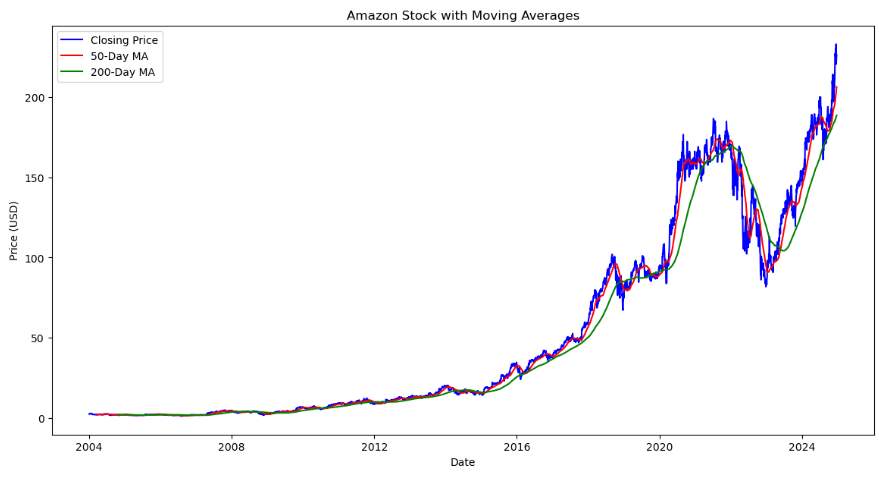 Amazon Stock with Moving Averages
Closing Price
50-Day MA
200-Day MA
Price (USD)
200
150
100
50
0
2004 2008 2012 2016 2020 2024
Date